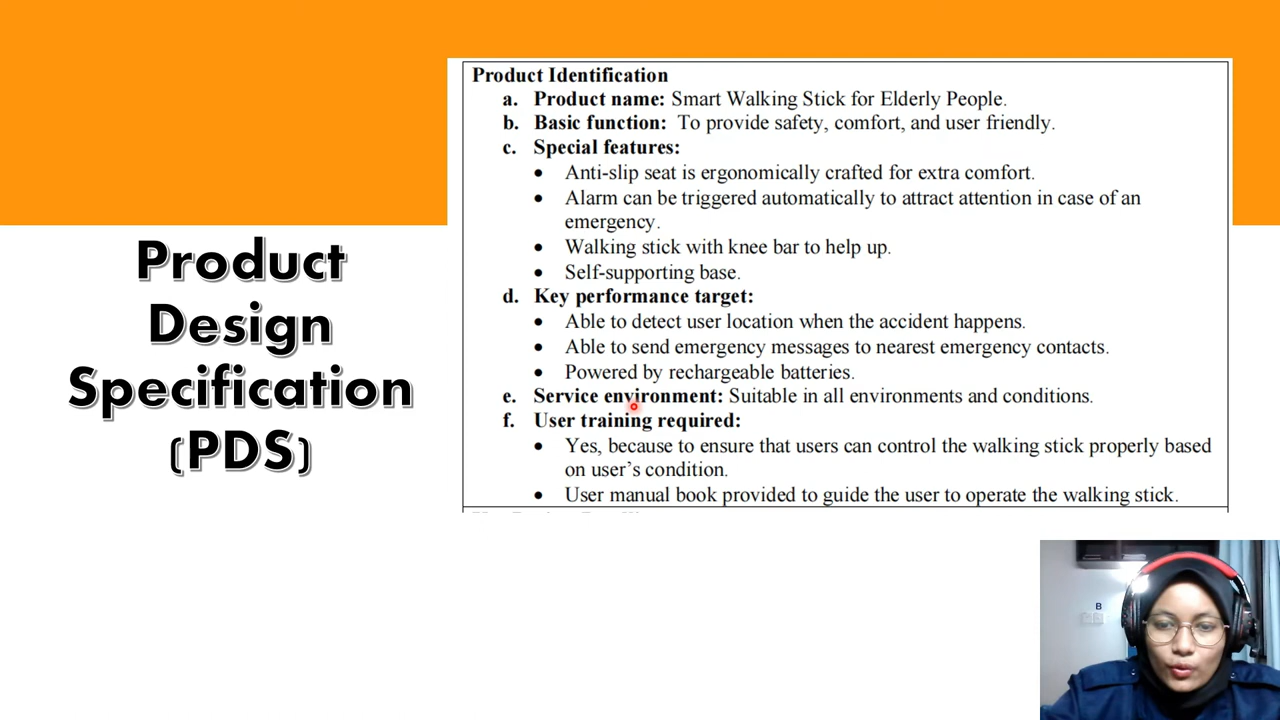 Product
Design
Specification
(PDS)
Product Identification
a. Product name: Smart Walking Stick for Elderly People.
b. Basic function: To provide safety, comfort, and user friendly.
c. Special features:
• Anti-slip seat is ergonomically crafted for extra comfort.
• Alarm can be triggered automatically to attract attention in case of an
emergency.
• Walking stick with knee bar to help up.
• Self-supporting base.
d. Key performance target:
• Able to detect user location when the accident happens.
• Able to send emergency messages to nearest emergency contacts.
• Powered by rechargeable batteries.
e. Service environment: Suitable in all environments and conditions.
f. User training required:
• Yes, because to ensure that users can control the walking stick properly based
on user’s condition.
• User manual book provided to guide the user to operate the walking stick.
B